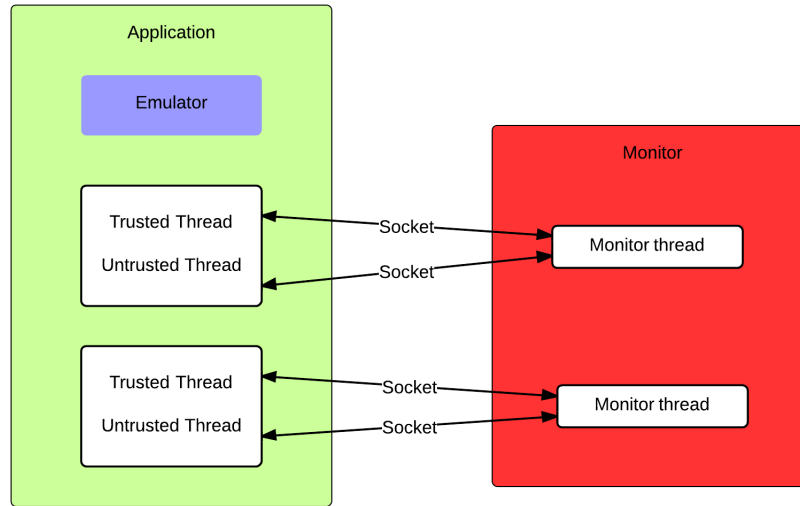 Application
Emulator
Monitor
Trusted Thread
Untrusted Thread
Socket
Socket
Monitor thread
Trusted Thread
Untrusted Thread
Socket
Socket
Monitor thread